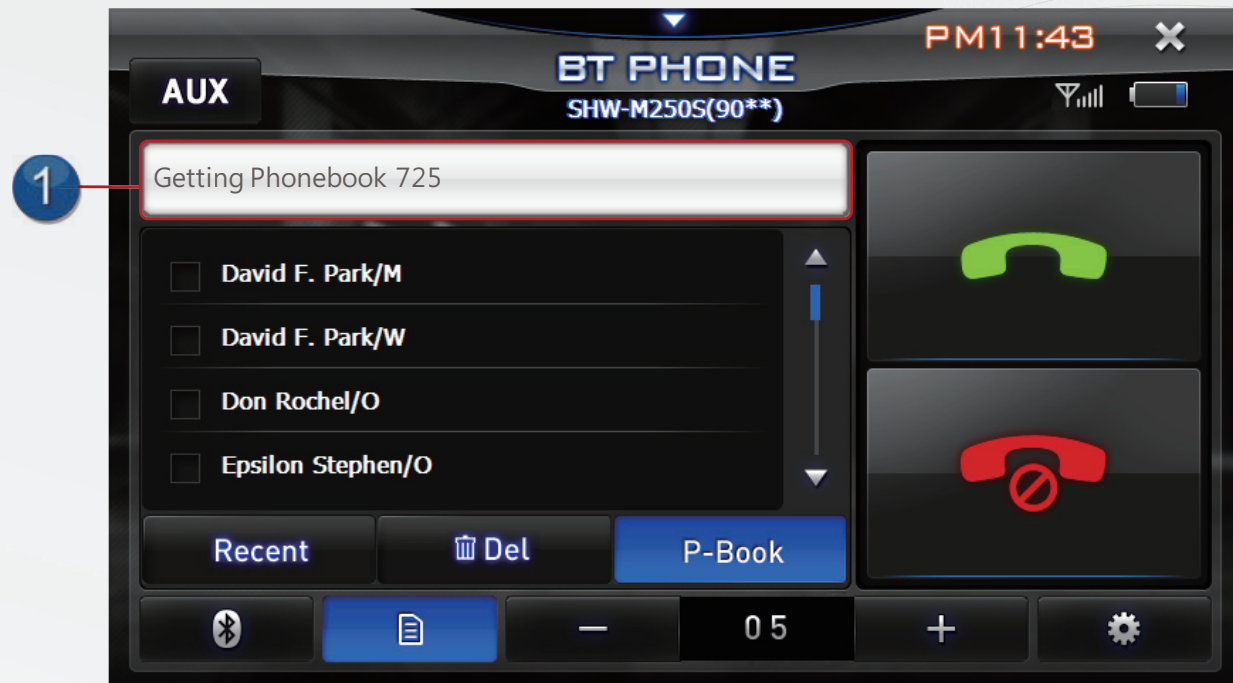 PM11:43
BT PHONE
AUX
SHW-M250S(90**)
1
Getting Phonebook 725
David F. Park/M
David F. Park/W
Don Rochel/O
Epsilon Stephen/O
Recent
Del
P-Book
05